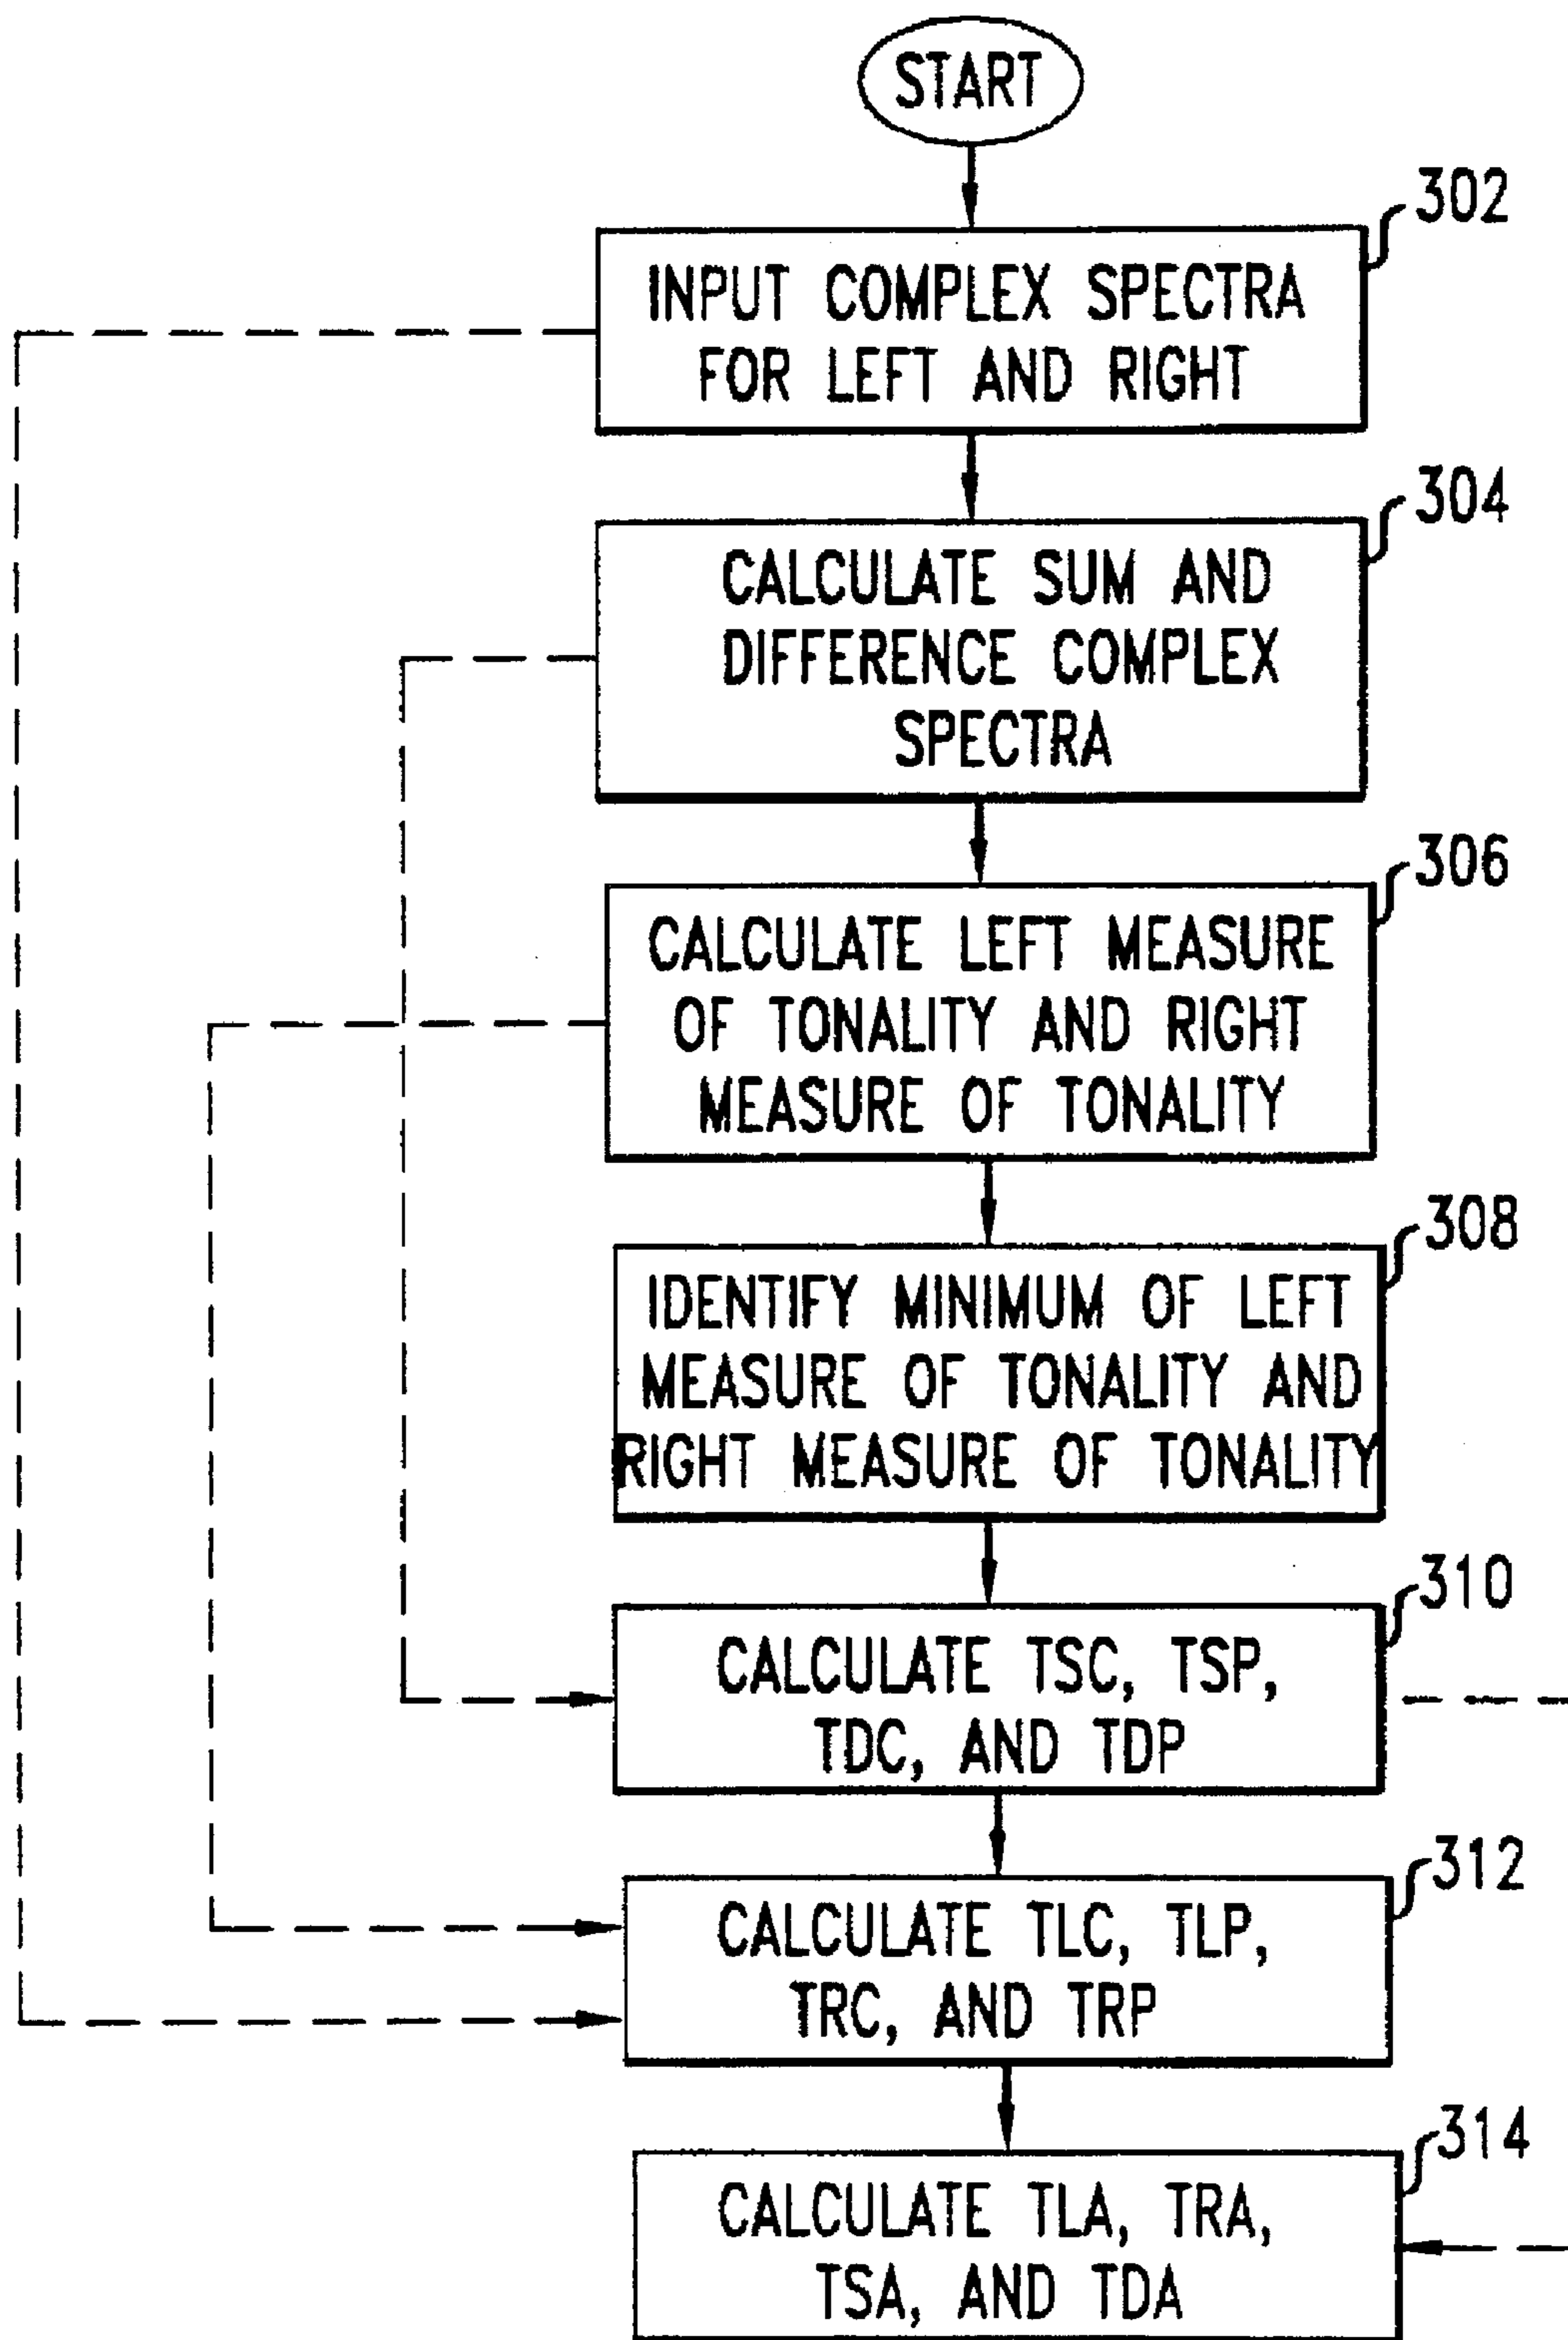 START
302
INPUT COMPLEX SPECTRA
FOR LEFT AND RIGHT
304
CALCULATE SUM AND
DIFFERENCE COMPLEX
SPECTRA
306
CALCULATE LEFT MEASURE
OF TONALITY AND RIGHT
MEASURE OF TONALITY
308
IDENTIFY MINIMUM OF LEFT
MEASURE OF TONALITY AND
RIGHT MEASURE OF TONALITY
310
CALCULATE TSC, TSP,
TDC, AND TDP
312
CALCULATE TLC, TLP,
TRC, AND TRP
314
CALCULATE TLA, TRA,
TSA, AND TDA